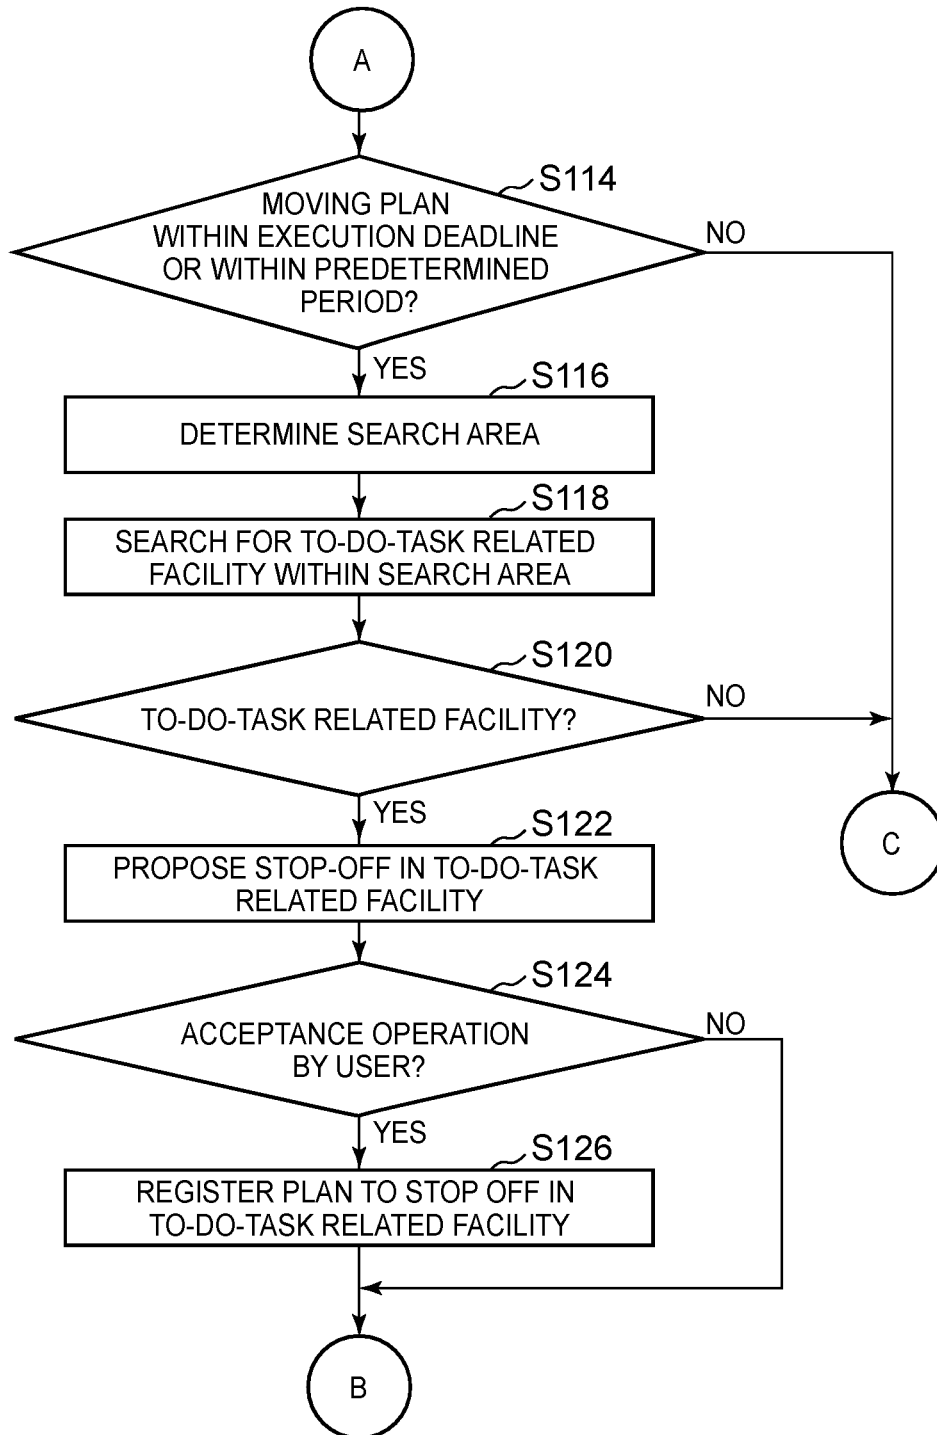 A
S114
MOVING PLAN
WITHIN EXECUTION DEADLINE
OR WITHIN PREDETERMINED
PERIOD?
NO
YES
S116
DETERMINE SEARCH AREA
S118
SEARCH FOR TO-DO-TASK RELATED
FACILITY WITHIN SEARCH AREA
S120
TO-DO-TASK RELATED FACILITY?
NO
YES
C
S122
PROPOSE STOP-OFF IN TO-DO-TASK
RELATED FACILITY
S124
ACCEPTANCE OPERATION
BY USER?
NO
YES
S126
REGISTER PLAN TO STOP OFF IN
TO-DO-TASK RELATED FACILITY
B